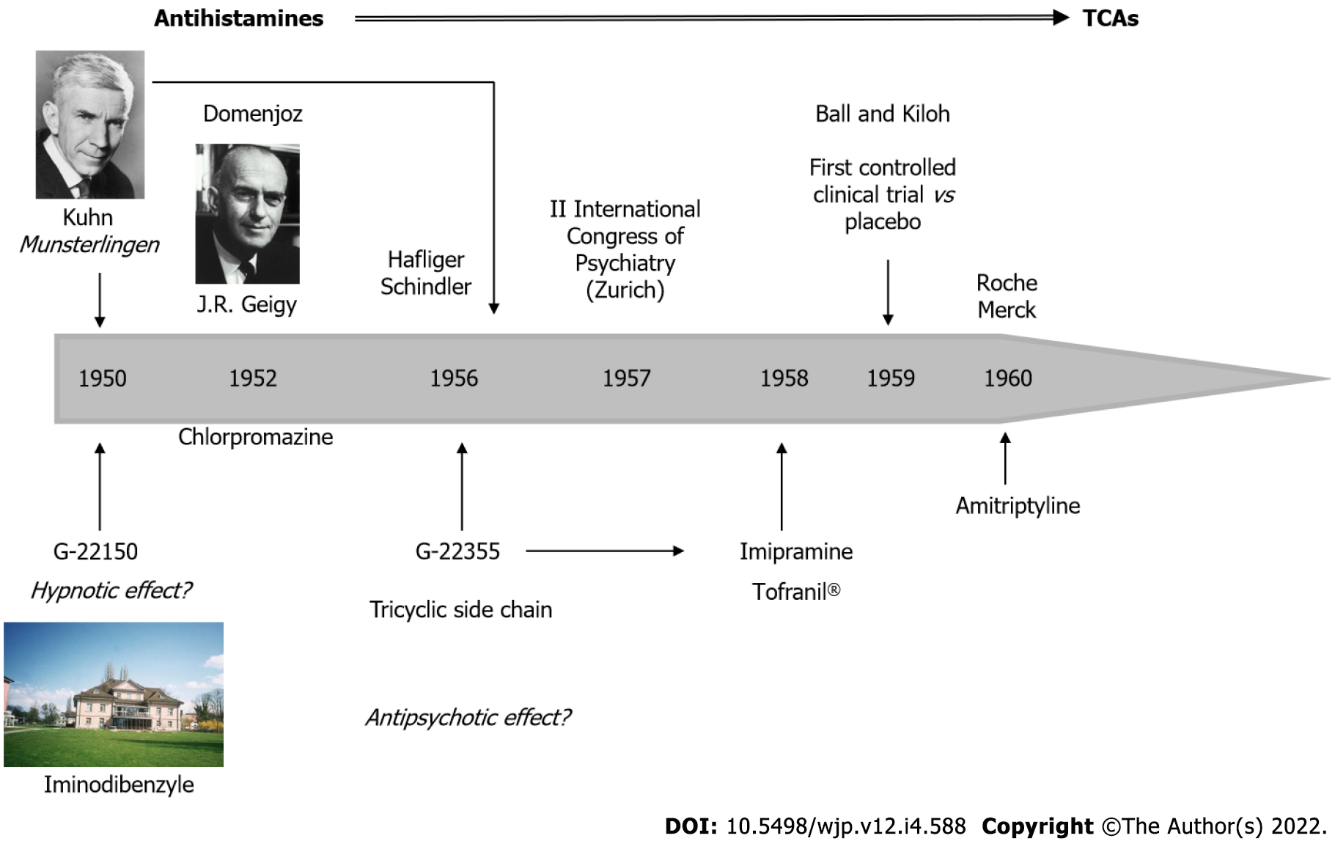 Antihistamines
TCAs
Kuhn
Munsterlingen
Domenjoz
J.R. Geigy
Hafliger
Schindler
II International
Congress of
Psychiatry
(Zurich)
Ball and Kiloh
First controlled
clinical trial vs
placebo
Roche
Merck
1950
1952
1956
1957
1958
1959
1960
Chlorpromazine
G-22150
Hypnotic effect?
Iminodibenzyle
G-22355
Tricyclic side chain
Antipsychotic effect?
Imipramine
Tofranil®
Amitriptyline
DOI: 10.5498/wjp.v12.i4.588 Copyright ©The Author(s) 2022.